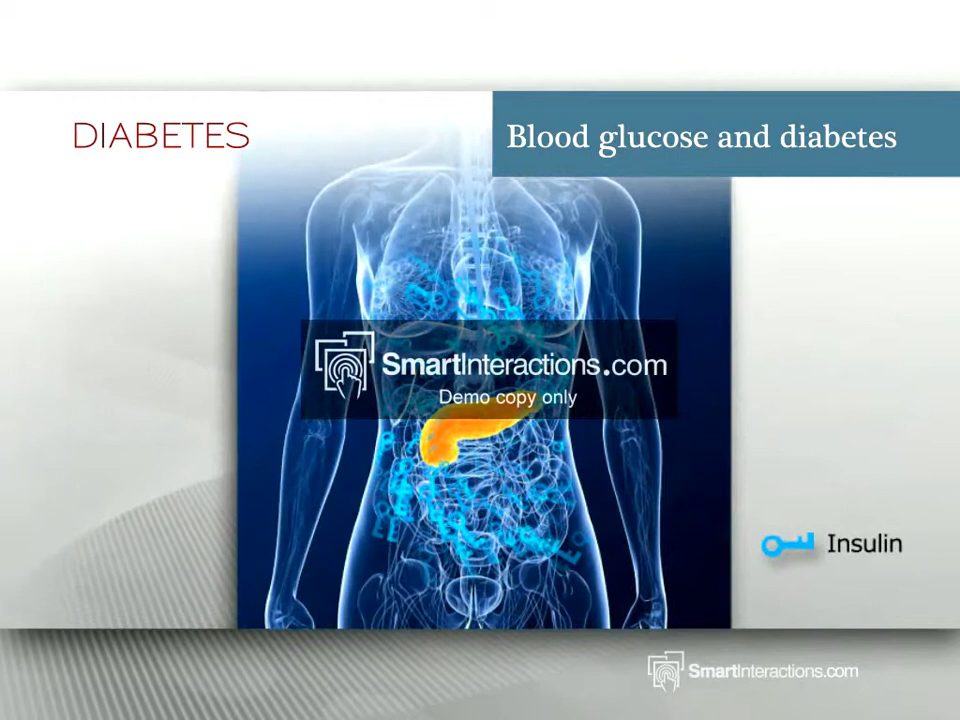 DIABETES
Blood glucose and diabetes
SmartInteractions.com
Demo copy only
Insulin
SmartInteractions.com